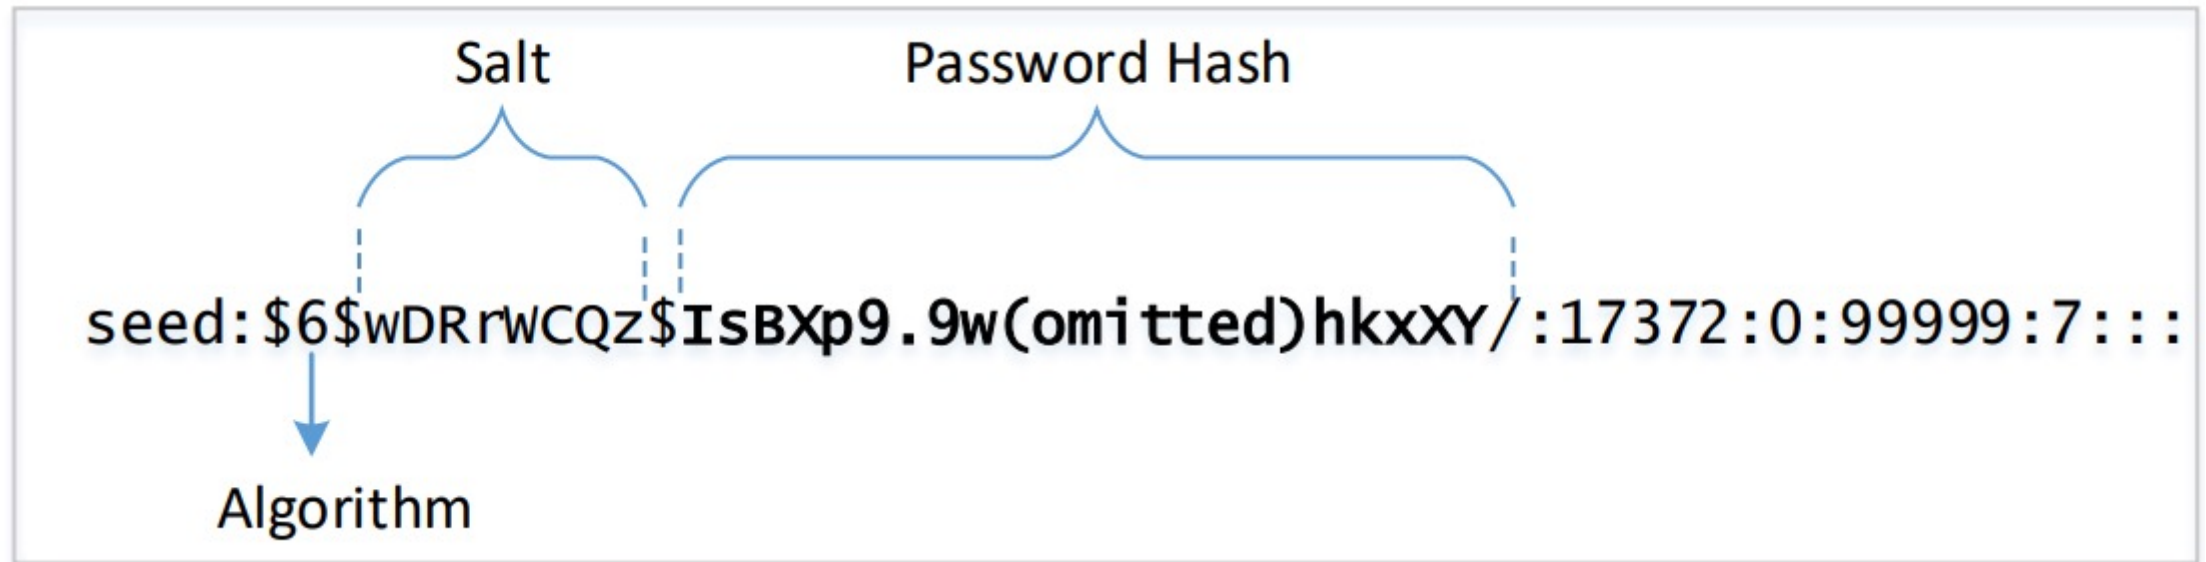 Salt Password Hash
seed:$6$wDRrWCQz$IsBXp9.9w(omitted)hkxXY/:17372:0:99999:7:::
Algorithm